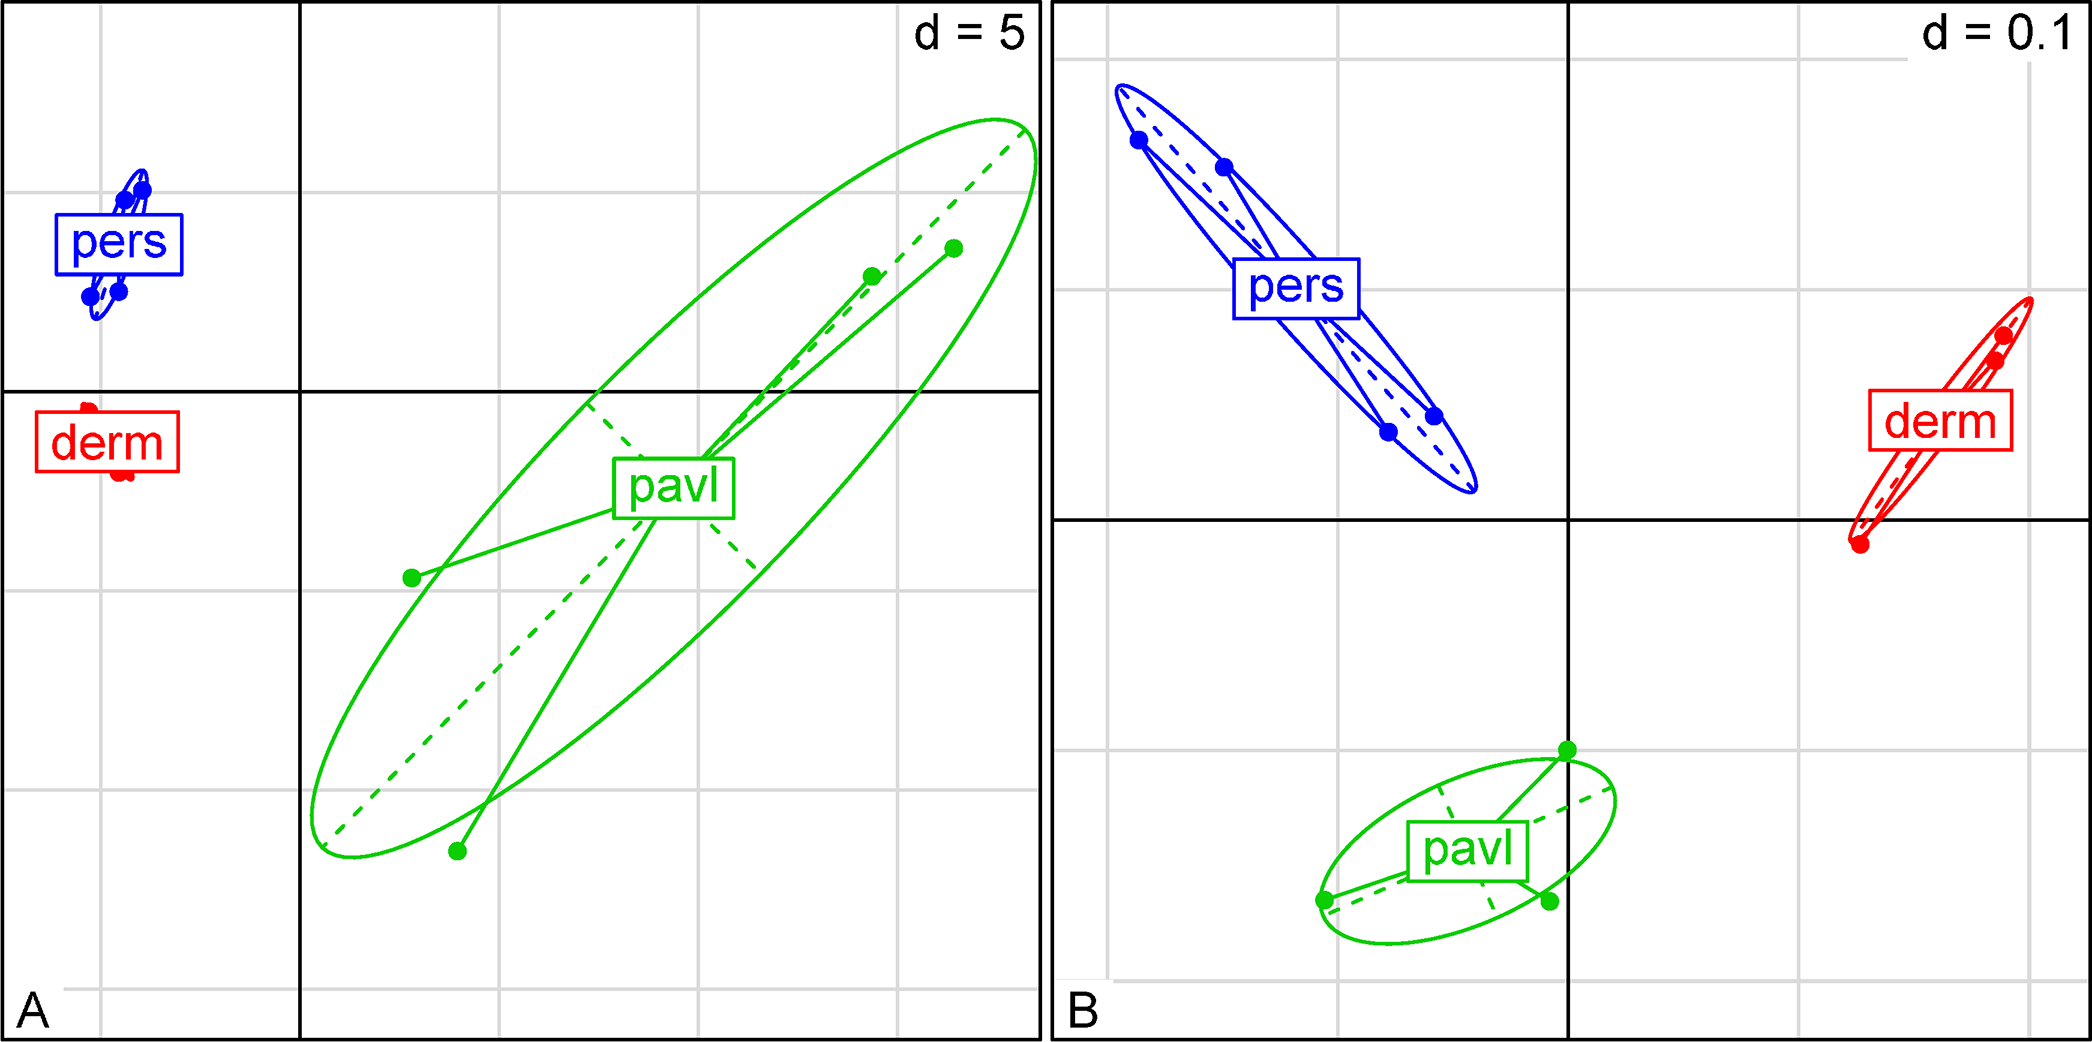 d = 5
pers
derm
pavl
A
d = 0.1
pers
derm
pavl
B